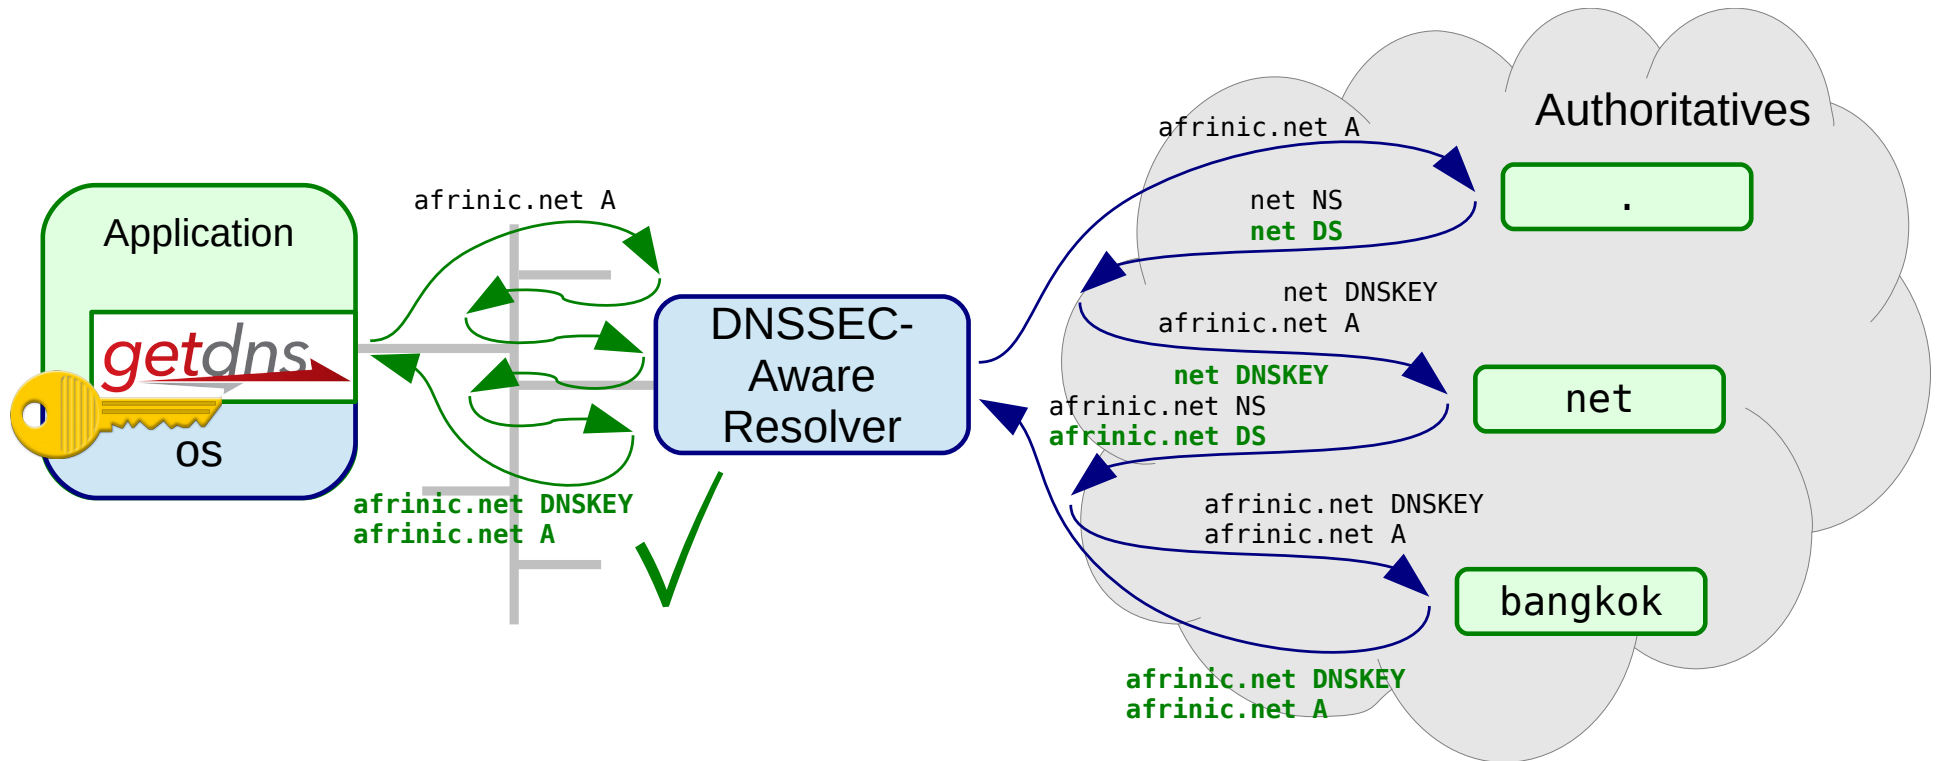 Authoritatives
afrinic.net A
.
afrinic.net A
net NS
net DS
Application
net DNSKEY
afrinic.net A
DNSSEC-
Aware
Resolver
getdns
net DNSKEY
afrinic.net NS
afrinic.net DS
net
os
afrinic.net DNSKEY
afrinic.net A
afrinic.net DNSKEY
afrinic.net A
bangkok
afrinic.net DNSKEY
afrinic.net A